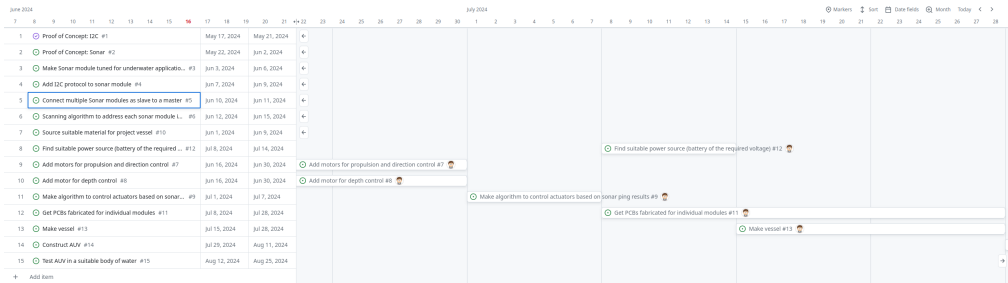 June 2024 July 2024 Markers Sort Date fields Month Today
7 8 9 10 11 12 13 14 15 16 17 18 19 20 21 22 23 24 25 26 27 28 29 30 1 2 3 4 5 6 7 8 9 10 11 12 13 14 15 16 17 18 19 20 21 22 23 24 25 26 27 28
1 Proof of Concept: I2C #1 May 17, 2024 May 21, 2024
2 Proof of Concept: Sonar #2 May 22, 2024 Jun 2, 2024
3 Make Sonar module tuned for underwater applicatio... #3 Jun 3, 2024 Jun 6, 2024
4 Add I2C protocol to sonar module #4 Jun 7, 2024 Jun 9, 2024
5 Connect multiple Sonar modules as slave to a master #5 Jun 10, 2024 Jun 11, 2024
6 Scanning algorithm to address each sonar module i... #6 Jun 12, 2024 Jun 15, 2024
7 Source suitable material for project vessel #10 Jun 1, 2024 Jun 9, 2024
8 Find suitable power source (battery of the required ... #12 Jul 8, 2024 Jul 14, 2024 Find suitable power source (battery of the required voltage) #12
9 Add motors for propulsion and direction control #7 Jun 16, 2024 Jun 30, 2024 Add motors for propulsion and direction control #7
10 Add motor for depth control #8 Jun 16, 2024 Jun 30, 2024 Add motor for depth control #8
11 Make algorithm to control actuators based on sonar... #9 Jul 1, 2024 Jul 7, 2024 Make algorithm to control actuators based on sonar ping results #9
12 Get PCBs fabricated for individual modules #11 Jul 8, 2024 Jul 28, 2024 Get PCBs fabricated for individual modules #11
13 Make vessel #13 Jul 15, 2024 Jul 28, 2024 Make vessel #13
14 Construct AUV #14 Jul 29, 2024 Aug 11, 2024
15 Test AUV in a suitable body of water #15 Aug 12, 2024 Aug 25, 2024
+ Add item